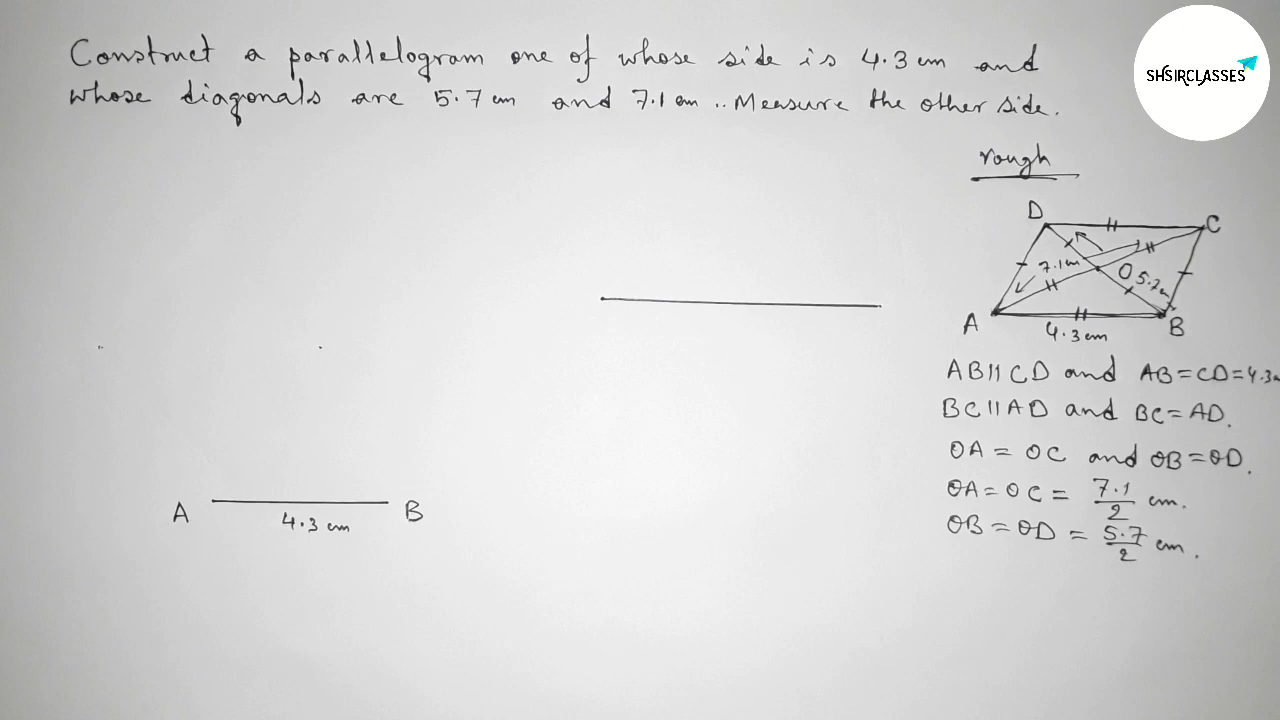 Construct a parallelogram one of whose side is 4.3 cm and
whose diagonals are 5.7 cm and 7.1 cm .. Measure the other side.
SHSIRCLASSES
rough
D
C
7.1 cm
O
5.7 cm
A
B
4.3 cm
AB || CD and AB = CD = 4.3
BC || AD and BC = AD.
OA = OC and OB = OD.
OA = OC = 7.1/2 cm.
OB = OD = 5.7/2 cm.
A
B
4.3 cm